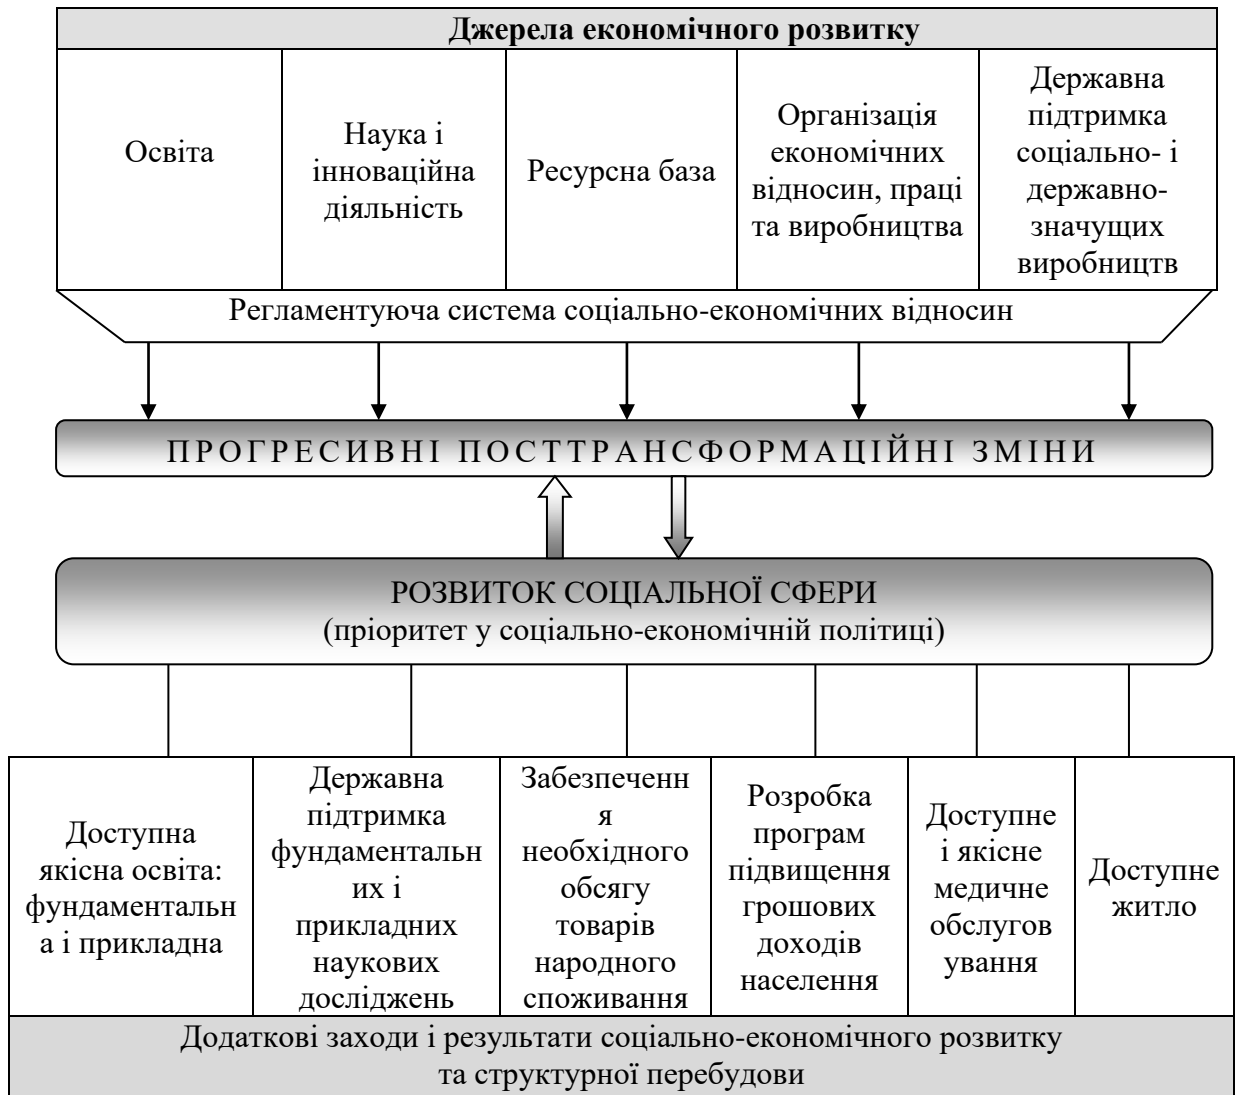 Джерела економічного розвитку
Освіта
Наука і
інноваційна
діяльність
Ресурсна база
Організація
економічних
відносин, праці
та виробництва
Державна
підтримка
соціально- і
державно-
значущих
виробництв
Регламентуюча система соціально-економічних відносин
ПРОГРЕСИВНІ ПОСТТРАНСФОРМАЦІЙНІ ЗМІНИ
РОЗВИТОК СОЦІАЛЬНОЇ СФЕРИ
(пріоритет у соціально-економічній політиці)
Доступна
якісна освіта:
фундаментальн
а і прикладна
Державна
підтримка
фундаментальн
их і
прикладних
наукових
досліджень
Забезпеченн
я
необхідного
обсягу
товарів
народного
споживання
Розробка
програм
підвищення
грошових
доходів
населення
Доступне
і якісне
медичне
обслугов
ування
Доступне
житло
Додаткові заходи і результати соціально-економічного розвитку
та структурної перебудови